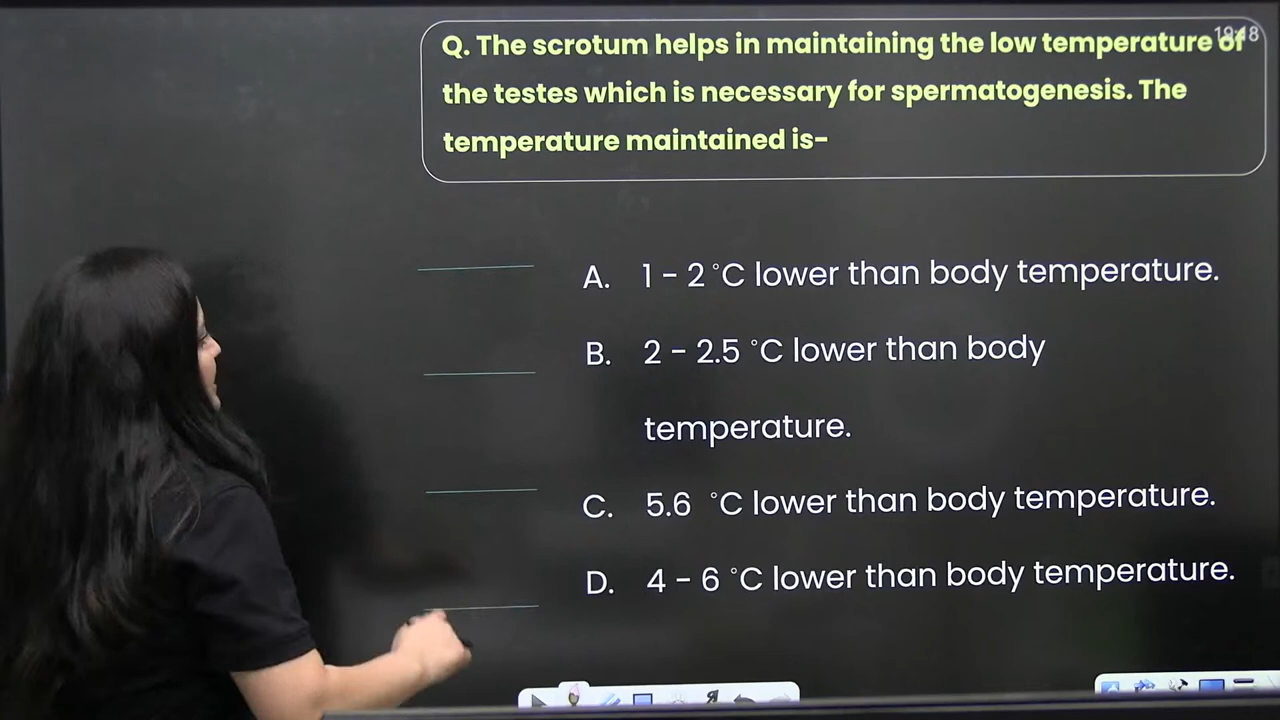 Q. The scrotum helps in maintaining the low temperature of
19:18
the testes which is necessary for spermatogenesis. The
temperature maintained is-
A. 1 - 2 °C lower than body temperature.
B. 2 - 2.5 °C lower than body
temperature.
C. 5.6 °C lower than body temperature.
D. 4 - 6 °C lower than body temperature.